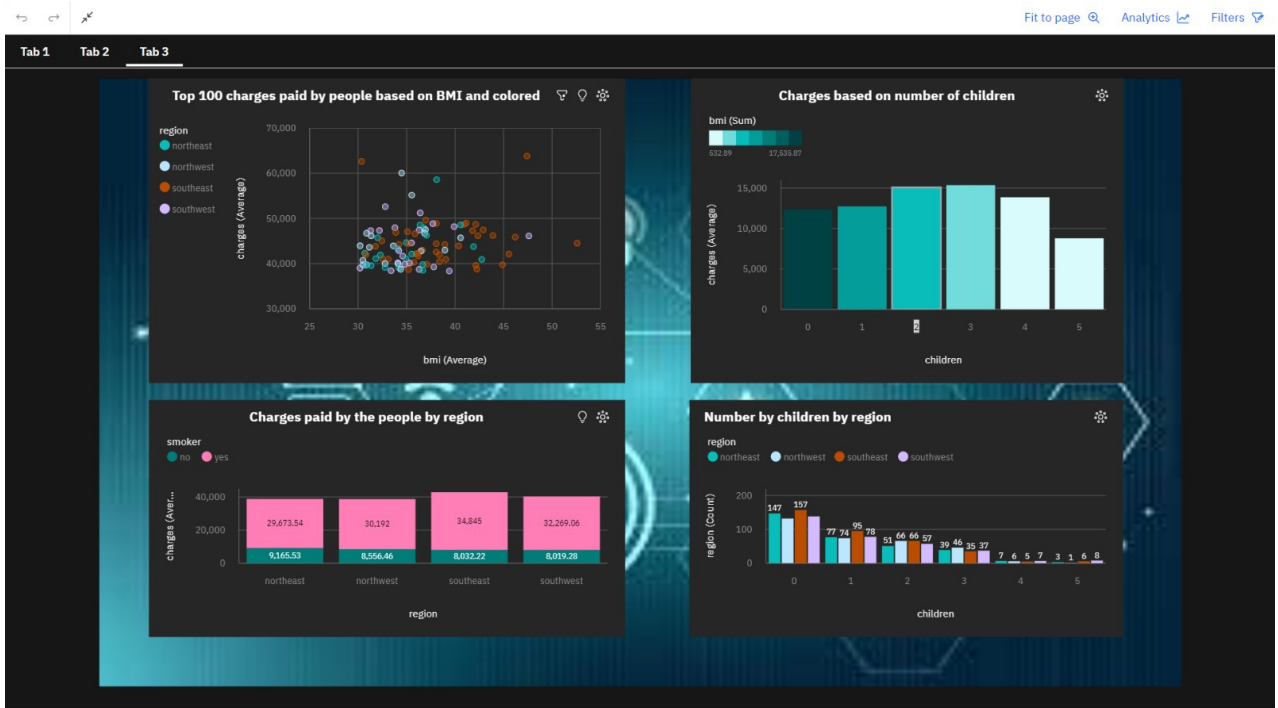 Fit to page Analytics Filters
Tab 1 Tab 2 Tab 3
Top 100 charges paid by people based on BMI and colored
region
northeast
northwest
southeast
southwest
charges (Average)
70,000
60,000
50,000
40,000
30,000
25 30 35 40 45 50 55
bmi (Average)
Charges based on number of children
bmi (Sum)
632.89 17,535.87
charges (Average)
15,000
10,000
5,000
0
0 1 2 3 4 5
children
Charges paid by the people by region
smoker
no yes
charges (Aver...
40,000
20,000
0
29,673.54 30,192 34,845 32,269.06
9,165.53 8,556.46 8,032.22 8,019.28
northeast northwest southeast southwest
region
Number by children by region
region
northeast northwest southeast southwest
region (Count)
200
100
0
147 157 77 74 95 78 51 66 66 57 39 46 35 37 7 6 5 7 3 1 6 8
0 1 2 3 4 5
children